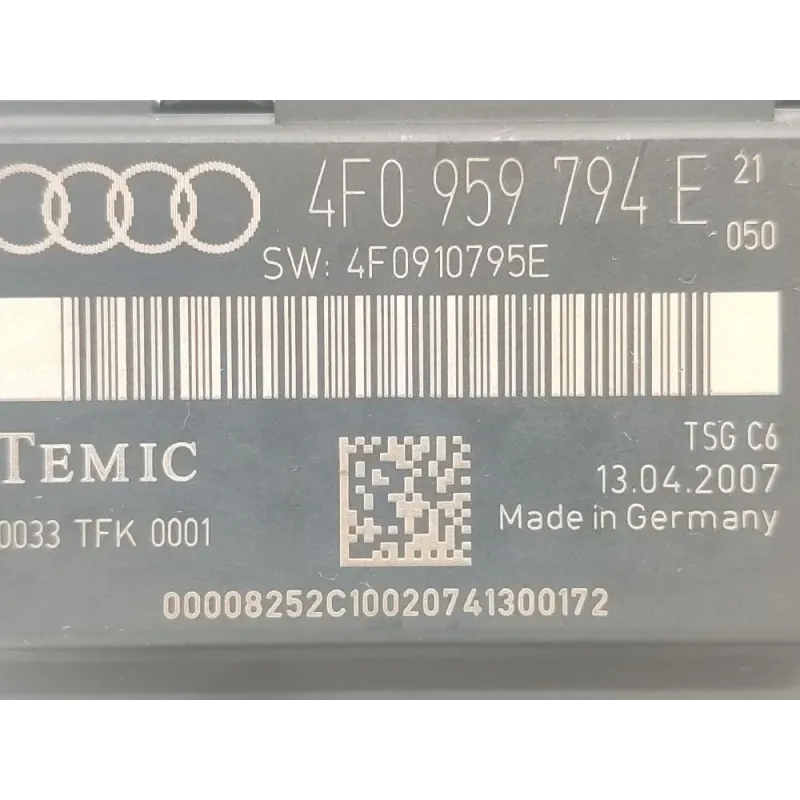 4F0 959 794 E 21
050
SW: 4F0910795E
TEMIC
TSG C6
13.04.2007
0033 TFK 0001
Made in Germany
00008252C10020741300172